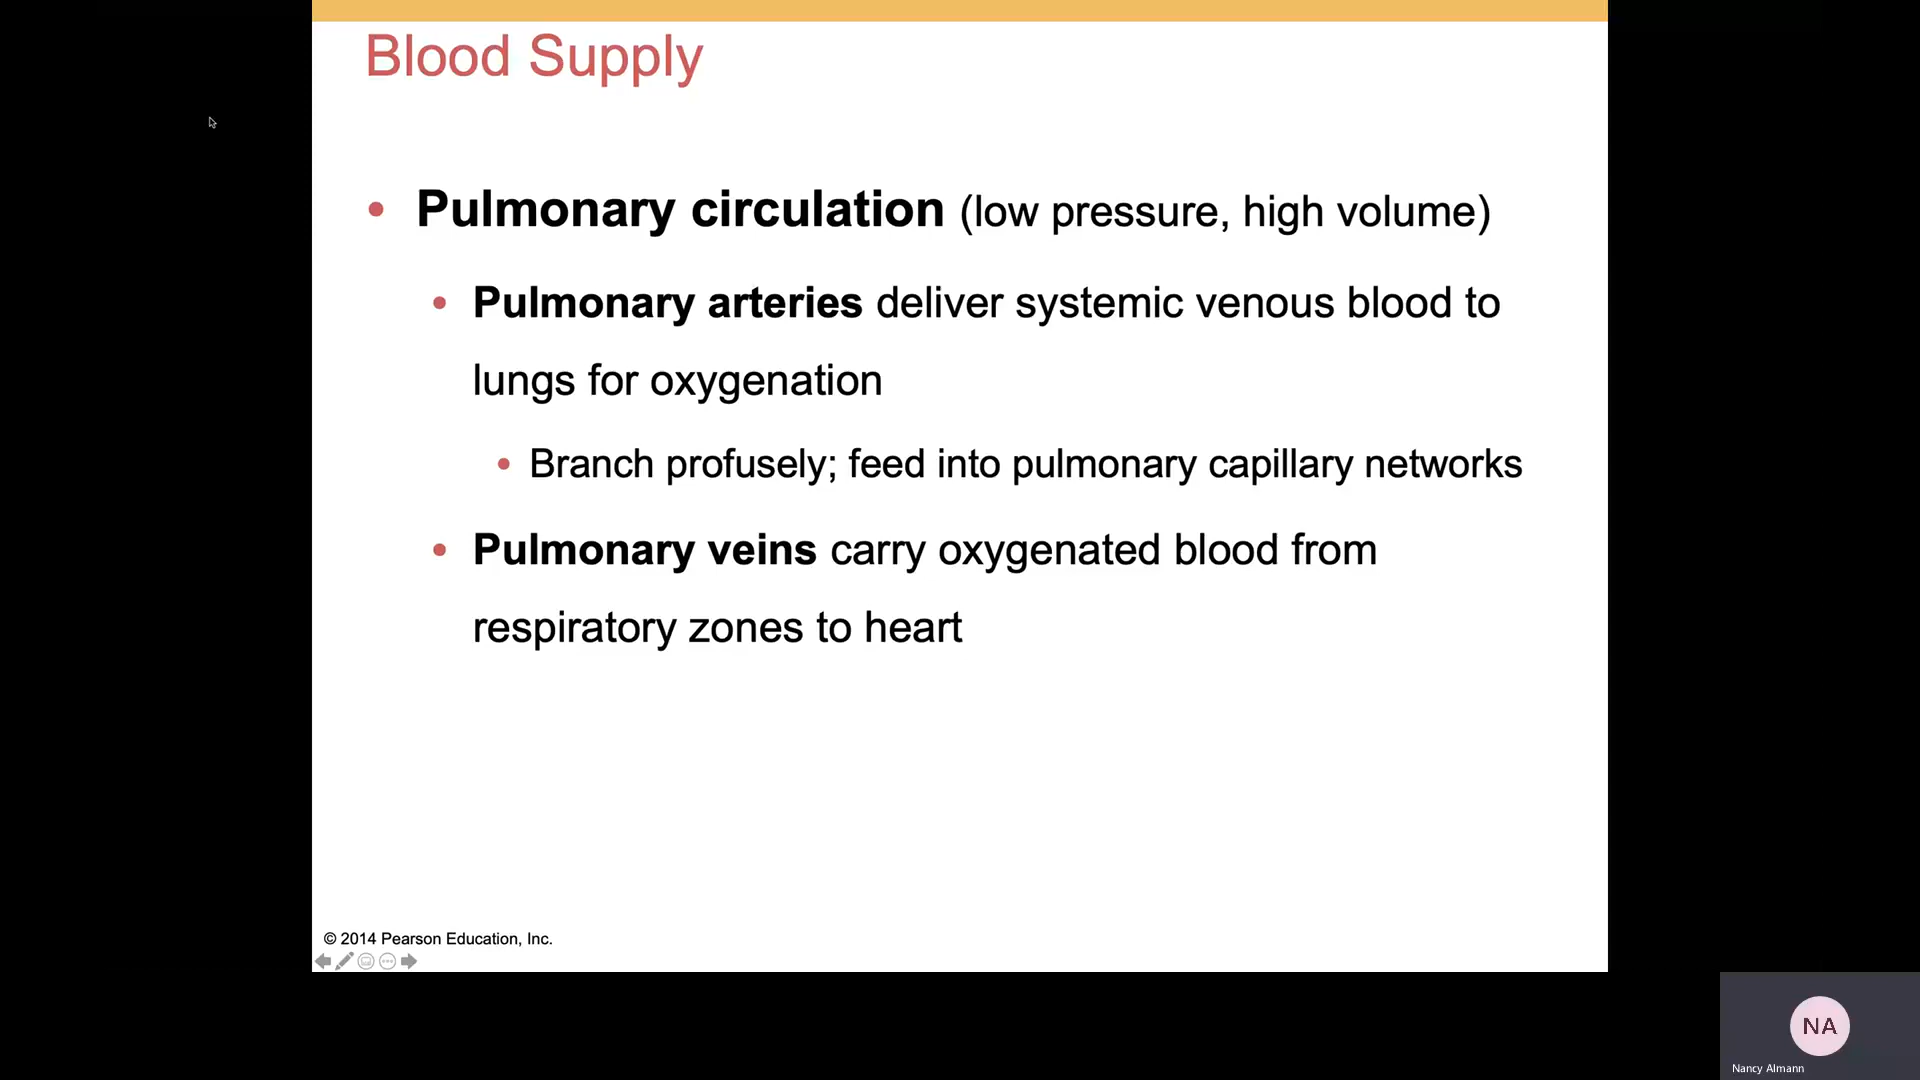 Blood Supply
• Pulmonary circulation (low pressure, high volume)
• Pulmonary arteries deliver systemic venous blood to
lungs for oxygenation
• Branch profusely; feed into pulmonary capillary networks
• Pulmonary veins carry oxygenated blood from
respiratory zones to heart
© 2014 Pearson Education, Inc.
NA
Nancy Almann